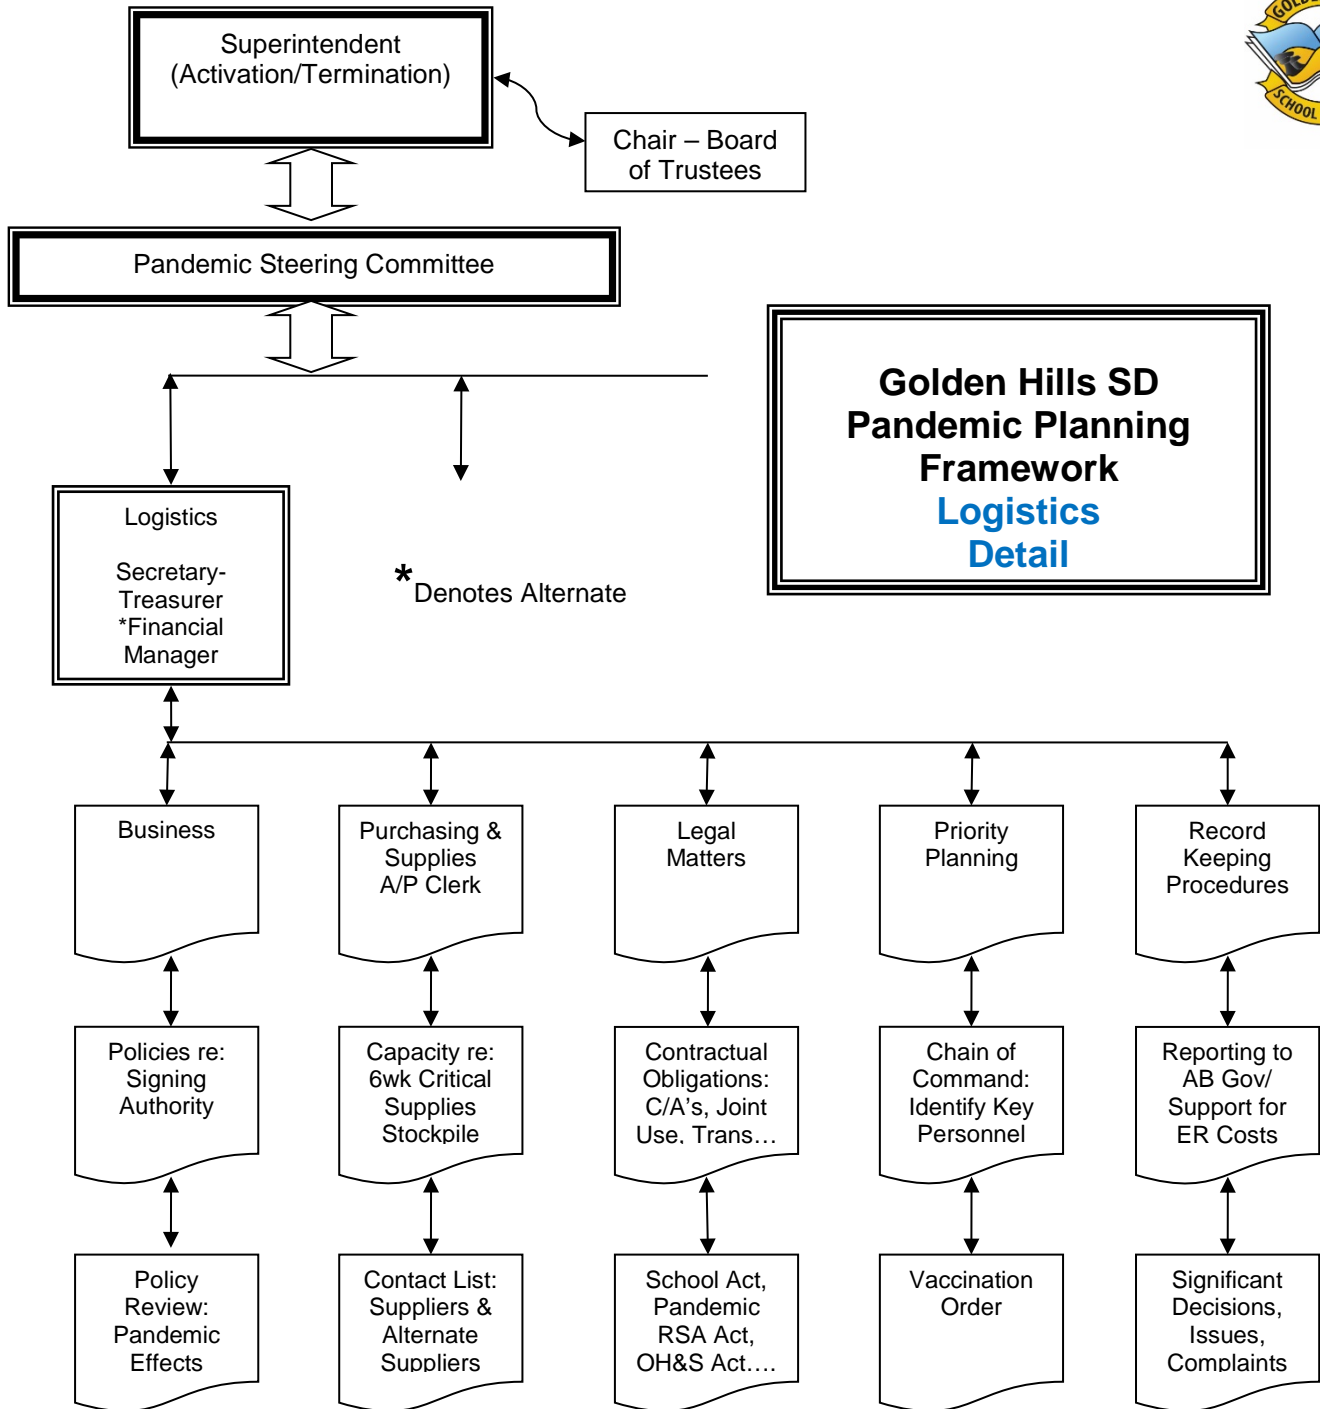 Superintendent
(Activation/Termination)
SCHOOL
Chair – Board
of Trustees
Pandemic Steering Committee
Golden Hills SD
Pandemic Planning
Framework
Logistics
Detail
Logistics
Secretary-
Treasurer
*Financial
Manager
*Denotes Alternate
Business
Purchasing &
Supplies
A/P Clerk
Legal
Matters
Priority
Planning
Record
Keeping
Procedures
Policies re:
Signing
Authority
Capacity re:
6wk Critical
Supplies
Stockpile
Contractual
Obligations:
C/A's, Joint
Use, Trans…
Chain of
Command:
Identify Key
Personnel
Reporting to
AB Gov/
Support for
ER Costs
Policy
Review:
Pandemic
Effects
Contact List:
Suppliers &
Alternate
Suppliers
School Act,
Pandemic
RSA Act,
OH&S Act….
Vaccination
Order
Significant
Decisions,
Issues,
Complaints